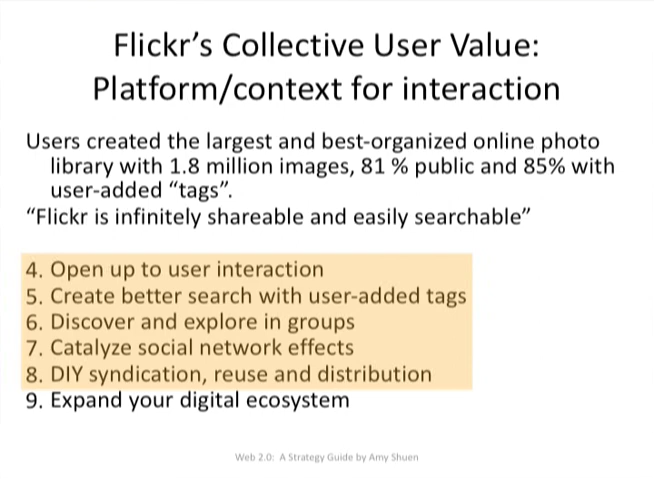 Flickr’s Collective User Value:
Platform/context for interaction
Users created the largest and best-organized online photo
library with 1.8 million images, 81 % public and 85% with
user-added “tags”.
“Flickr is infinitely shareable and easily searchable”
4. Open up to user interaction
5. Create better search with user-added tags
6. Discover and explore in groups
7. Catalyze social network effects
8. DIY syndication, reuse and distribution
9. Expand your digital ecosystem
Web 2.0: A Strategy Guide by Amy Shuen